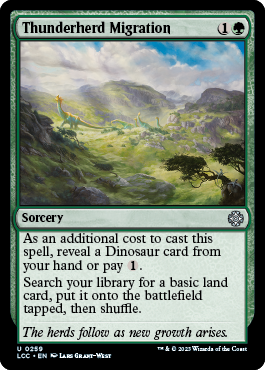 Thunderherd Migration 1
Sorcery
As an additional cost to cast this
spell, reveal a Dinosaur card from
your hand or pay 1.
Search your library for a basic land
card, put it onto the battlefield
tapped, then shuffle.
The herds follow as new growth arises.
U 0259
LCC • EN Lars Grant-West
™ & © 2023 Wizards of the Coast